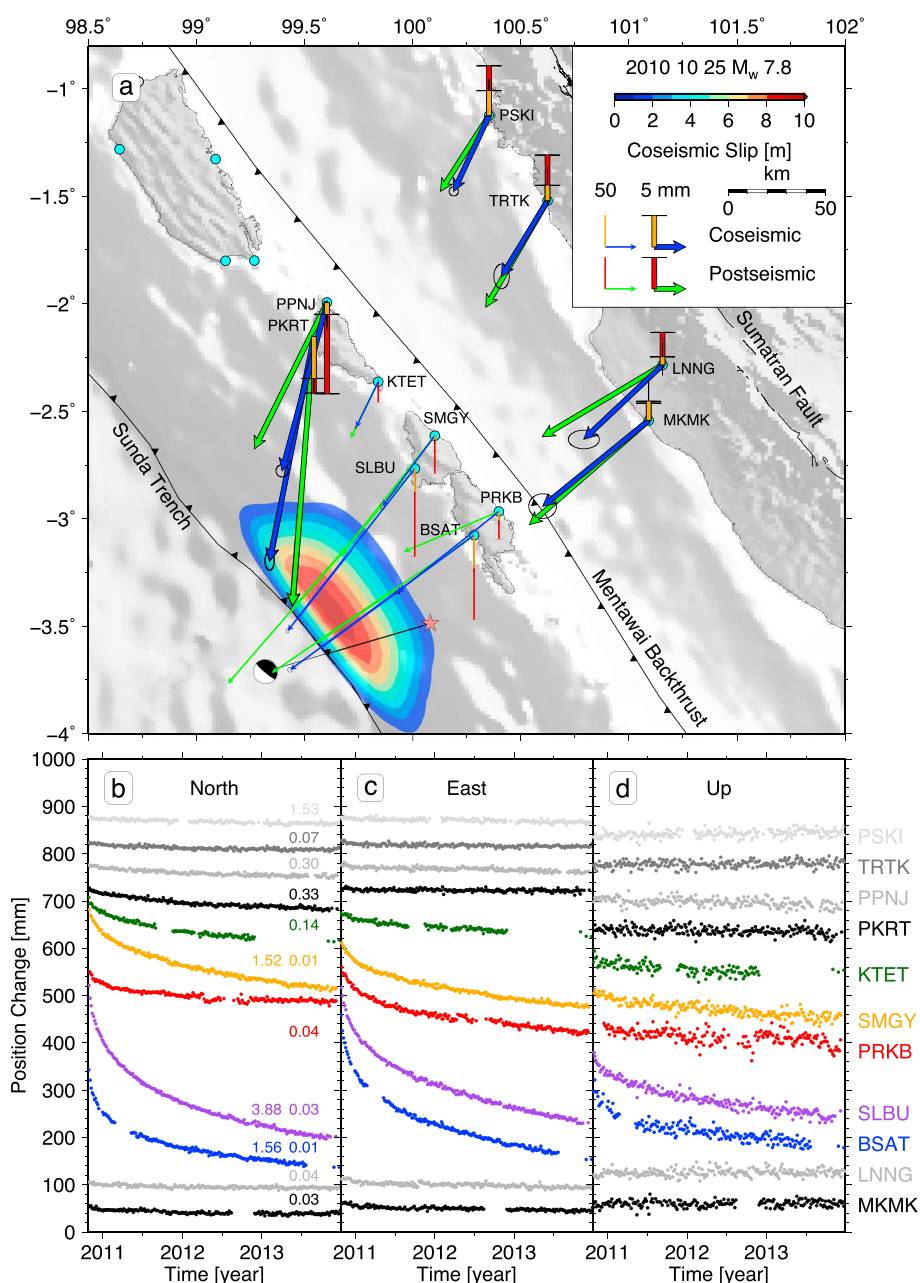 98.5˚ 99˚ 99.5˚ 100˚ 100.5˚ 101˚ 101.5˚ 102˚
a
−1˚
−1.5˚
−2˚
−2.5˚
−3˚
−3.5˚
−4˚
2010 10 25 Mw 7.8
0 2 4 6 8 10
Coseismic Slip [m]
km
50 5 mm
0 50
Coseismic
Postseismic
PSKI
TRTK
PPNJ
PKRT
KTET
LNNG
SMGY
MKMK
SLBU
PRKB
BSAT
Sunda Trench
Sumatran Fault
Mentawai Backthrust
b North
c East
d Up
Position Change [mm]
1000
900
800
700
600
500
400
300
200
100
0
1.53
0.07
0.30
0.33
0.14
1.52 0.01
0.04
3.88 0.03
1.56 0.01
0.04
0.03
PSKI
TRTK
PPNJ
PKRT
KTET
SMGY
PRKB
SLBU
BSAT
LNNG
MKMK
2011 2012 2013 2011 2012 2013 2011 2012 2013
Time [year] Time [year] Time [year]